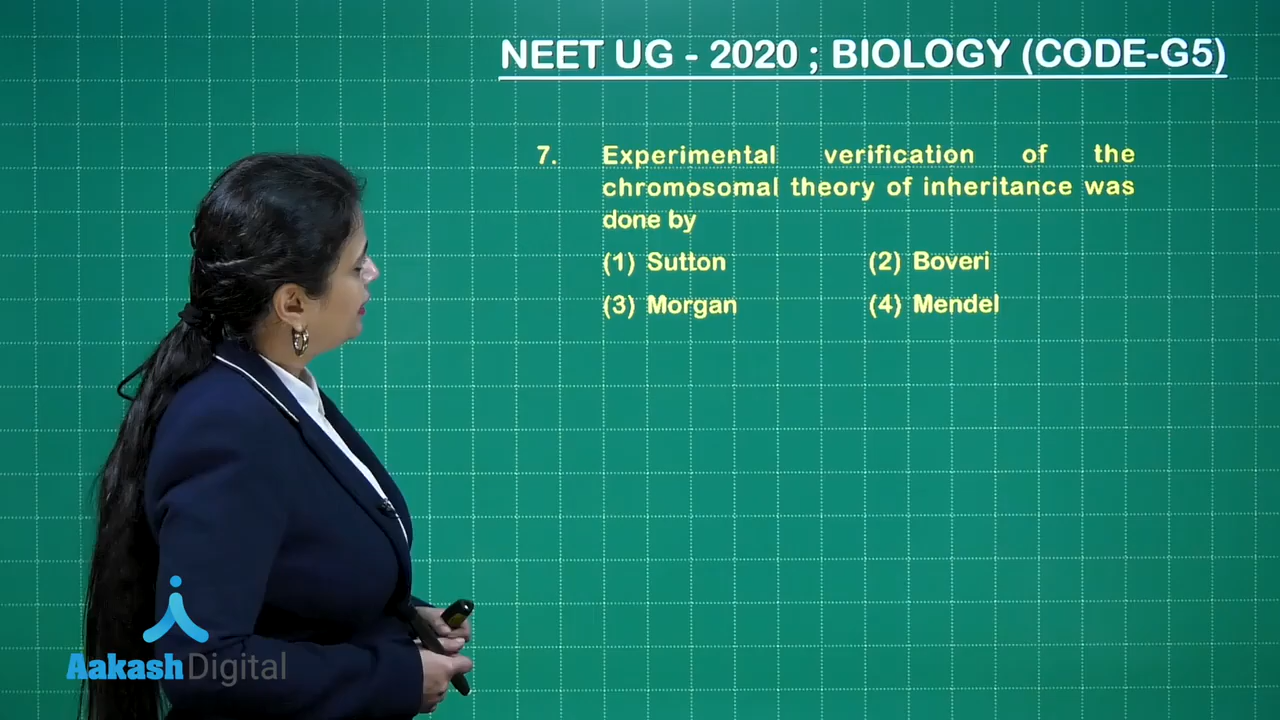 NEET UG - 2020 ; BIOLOGY (CODE-G5)
7. Experimental verification of the
chromosomal theory of inheritance was
done by
(1) Sutton (2) Boveri
(3) Morgan (4) Mendel
Aakash Digital